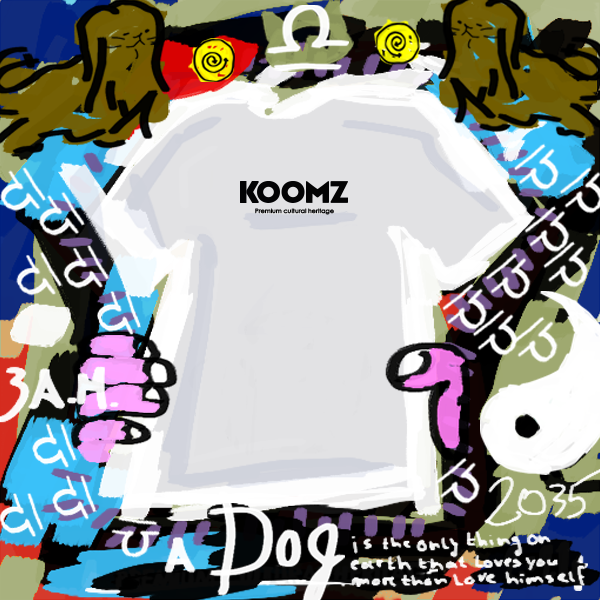 KOOMZ
Premium cultural heritage
3A.M.
2035
A Dog is the only thing on
earth that loves you
more than love himself